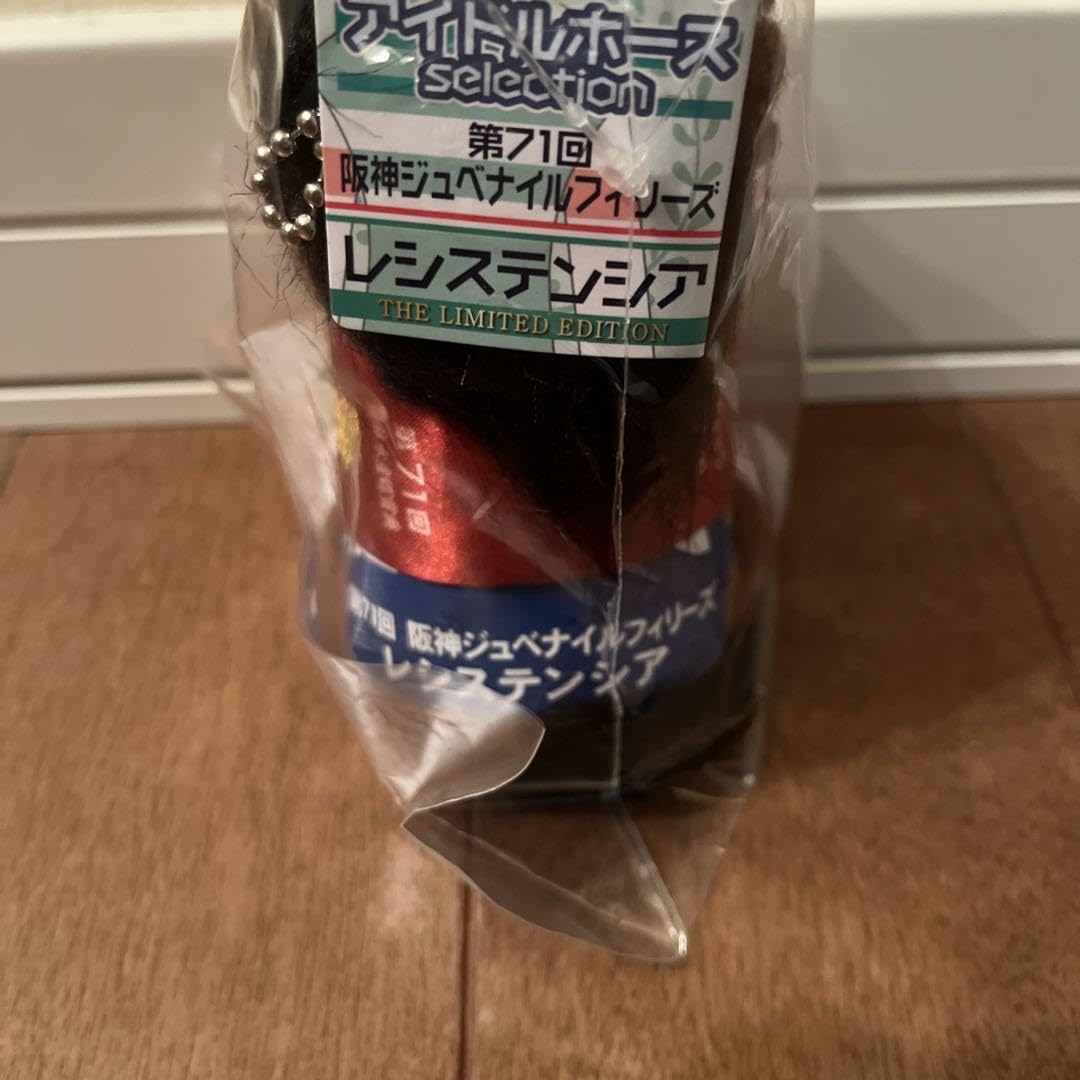 アイドルホース
selection
第71回
阪神ジュベナイルフィリーズ
レシステンシア
THE LIMITED EDITION
第71回
第71回 阪神ジュベナイルフィリーズ
レシステンシア